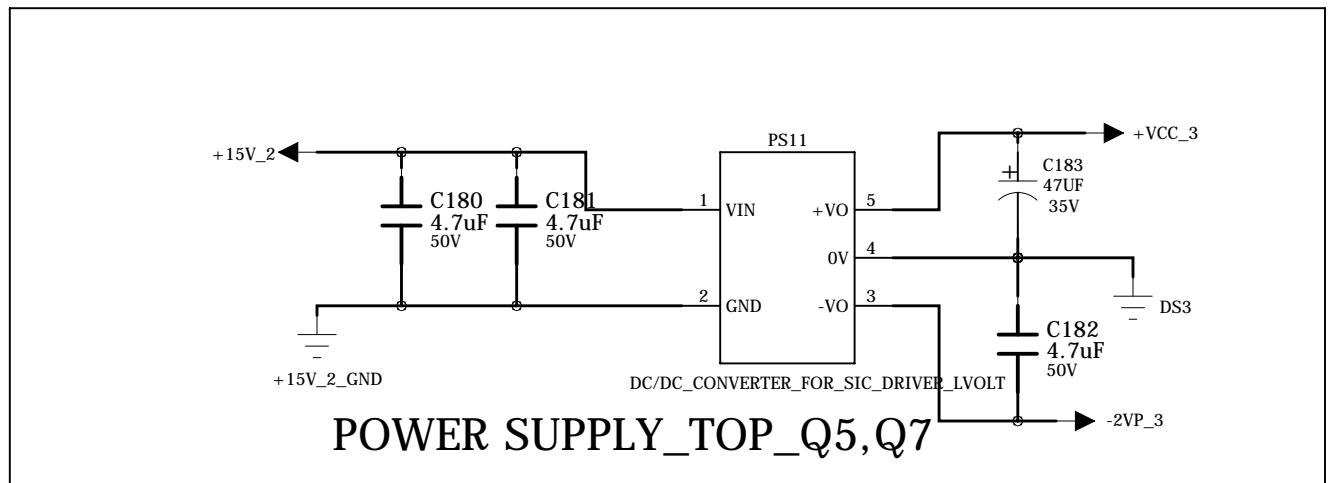 PS11
+15V_2
+VCC_3
C180
4.7uF
50V
C181
4.7uF
50V
1
VIN
+VO
5
C183
+
47UF
35V
0V
4
2
GND
-VO
3
DS3
+15V_2_GND
C182
4.7uF
50V
DC/DC_CONVERTER_FOR_SIC_DRIVER_LVOLT
-2VP_3
POWER SUPPLY_TOP_Q5,Q7